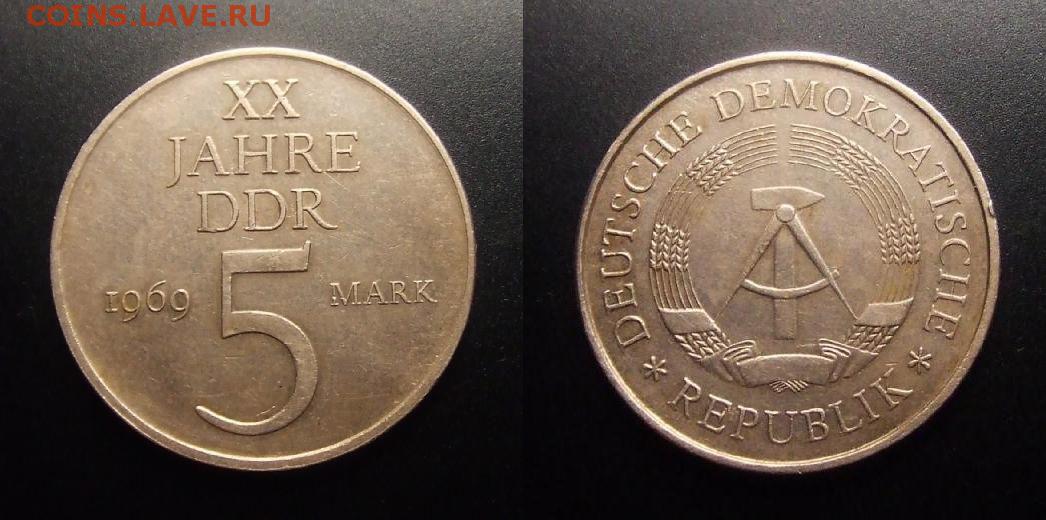 COINS.LAVE.RU
XX
JAHRE
DDR
1969 5 MARK
DEUTSCHE DEMOKRATISCHE
* REPUBLIK *